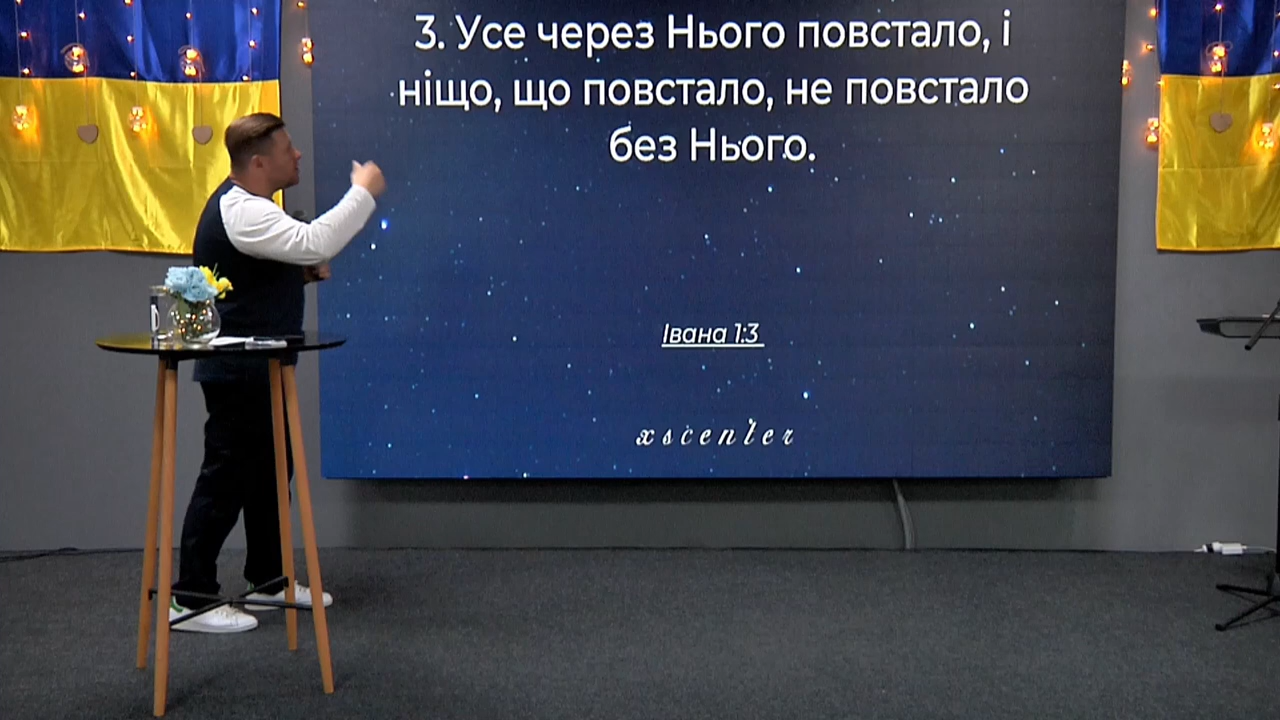 3. Усе через Нього повстало, і
ніщо, що повстало, не повстало
без Нього.
Івана 1:3
xscenter